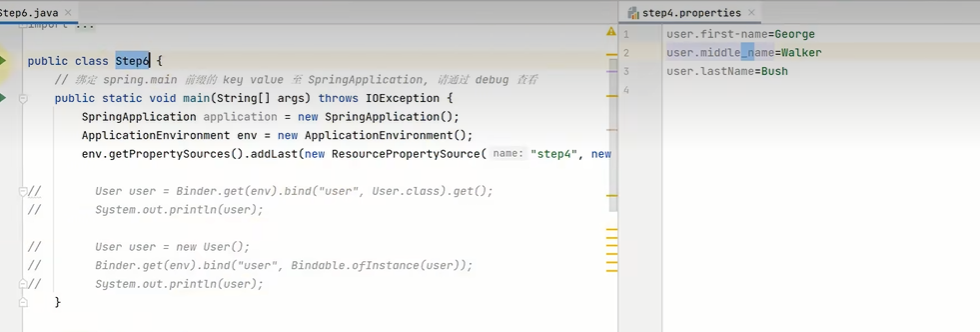 Step6.java ×
import ...
public class Step6 {
// 绑定 spring.main 前缀的 key value 至 SpringApplication, 请通过 debug 查看
public static void main(String[] args) throws IOException {
SpringApplication application = new SpringApplication();
ApplicationEnvironment env = new ApplicationEnvironment();
env.getPropertySources().addLast(new ResourcePropertySource( name: "step4", new
// User user = Binder.get(env).bind("user", User.class).get();
// System.out.println(user);
// User user = new User();
// Binder.get(env).bind("user", Bindable.ofInstance(user));
// System.out.println(user);
}
step4.properties ×
1 user.first-name=George
2 user.middle_name=Walker
3 user.lastName=Bush
4